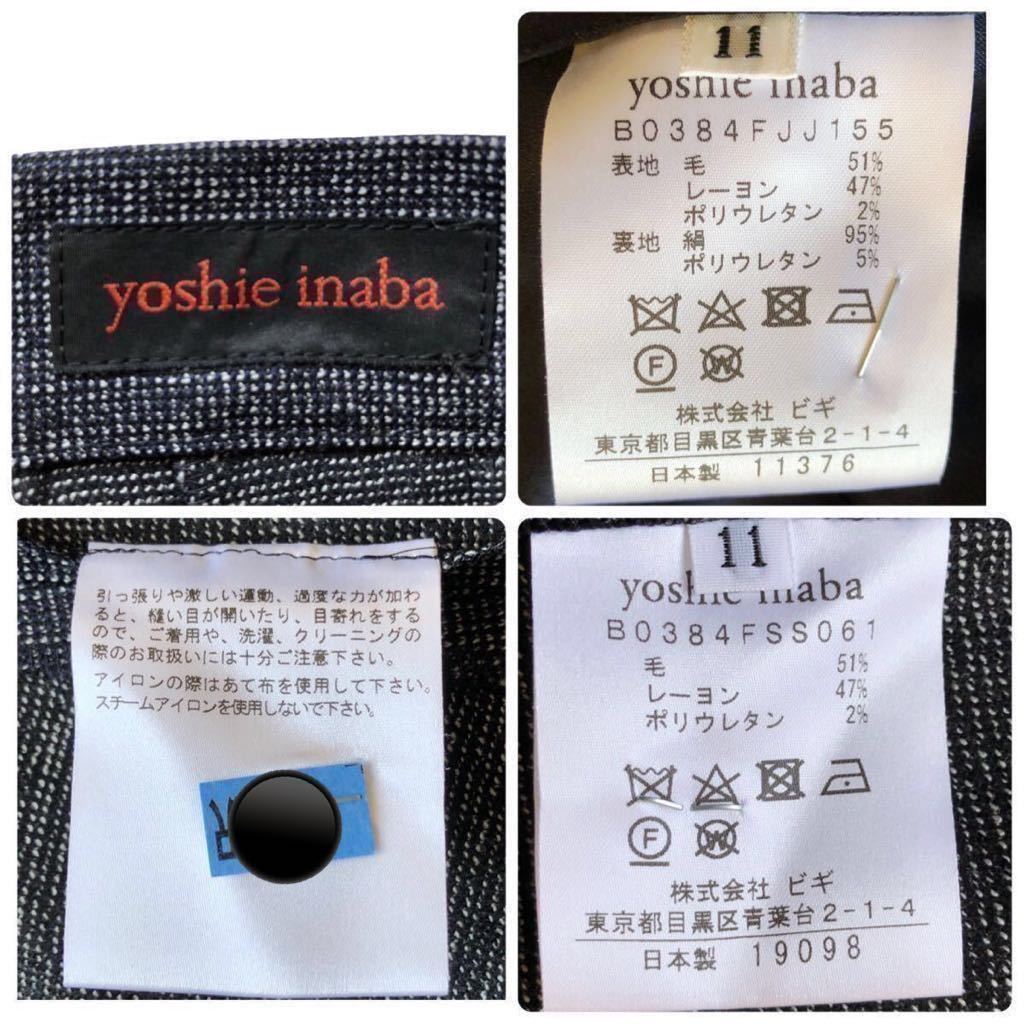 yoshie inaba
11
yoshie inaba
B0384FJJ155
表地 毛 51%
レーヨン 47%
ポリウレタン 2%
裏地 絹 95%
ポリウレタン 5%
F
W
株式会社 ビギ
東京都目黒区青葉台2-1-4
日本製 11376
引っ張りや激しい運動、過度な力が加わ
ると、縫い目が開いたり、目寄れをする
ので、ご着用や、洗濯、クリーニングの
際のお取扱いには十分ご注意下さい。
アイロンの際はあて布を使用して下さい。
スチームアイロンを使用しないで下さい。
11
yoshie inaba
B0384FSS061
毛 51%
レーヨン 47%
ポリウレタン 2%
F
W
株式会社 ビギ
東京都目黒区青葉台2-1-4
日本製 19098